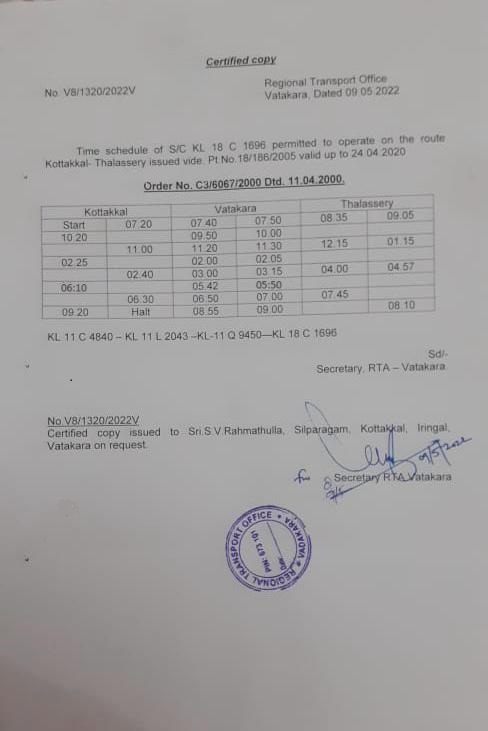 Certified copy
No. V8/1320/2022V
Regional Transport Office
Vatakara, Dated 09.05.2022
Time schedule of S/C KL 18 C 1696 permitted to operate on the route
Kottakkal- Thalassery issued vide. Pt.No.18/186/2005 valid up to 24.04.2020
Order No. C3/6067/2000 Dtd. 11.04.2000.
Kottakkal Vatakara Thalassery
Start 07.20 07.40 07.50 08.35 09.05
10.20 09.50 10.00
11.00 11.20 11.30 12.15 01.15
02.25 02.00 02.05
02.40 03.00 03.15 04.00 04.57
06:10 05.42 05:50
06.30 06.50 07.00 07.45
09.20 Halt 08.55 09.00 08.10
KL 11 C 4840 – KL 11 L 2043 –KL-11 Q 9450—KL 18 C 1696
Sd/-
Secretary, RTA – Vatakara.
No.V8/1320/2022V
Certified copy issued to Sri.S.V.Rahmathulla, Silparagam, Kottakkal, Iringal,
Vatakara on request.
09/5/2022
for Secretary RTA Vatakara
REGIONAL TRANSPORT OFFICE * VADAKARA *
PIN: 673 101
Date: